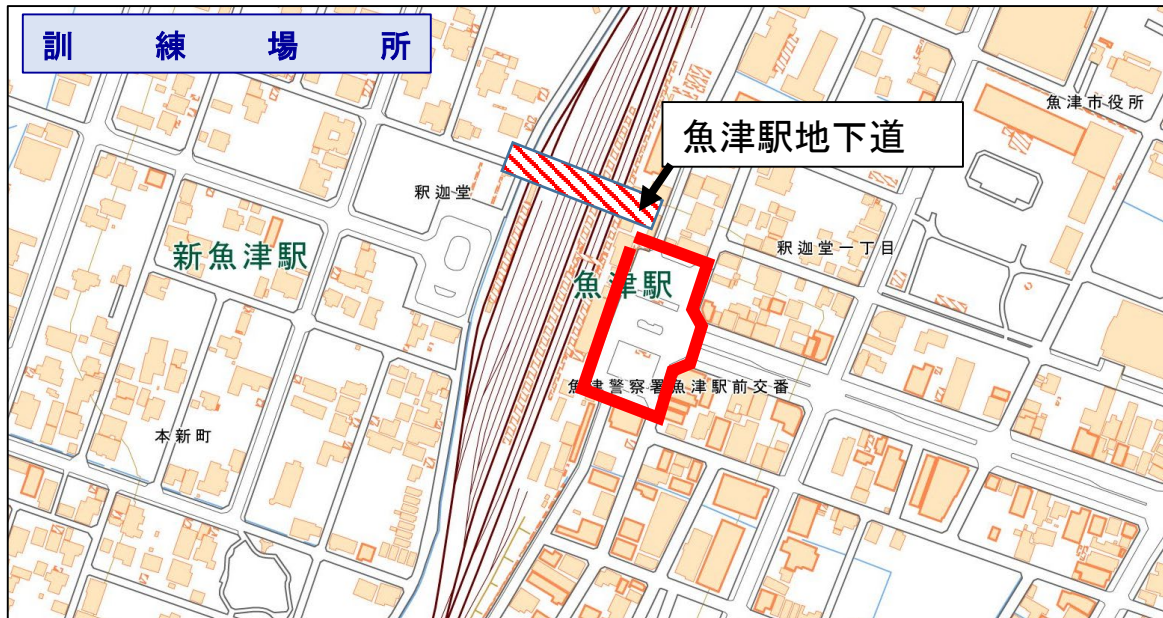 訓練場所
魚津市役所
魚津駅地下道
釈迦堂
釈迦堂一丁目
新魚津駅
魚津駅
魚津警察署魚津駅前交番
本新町